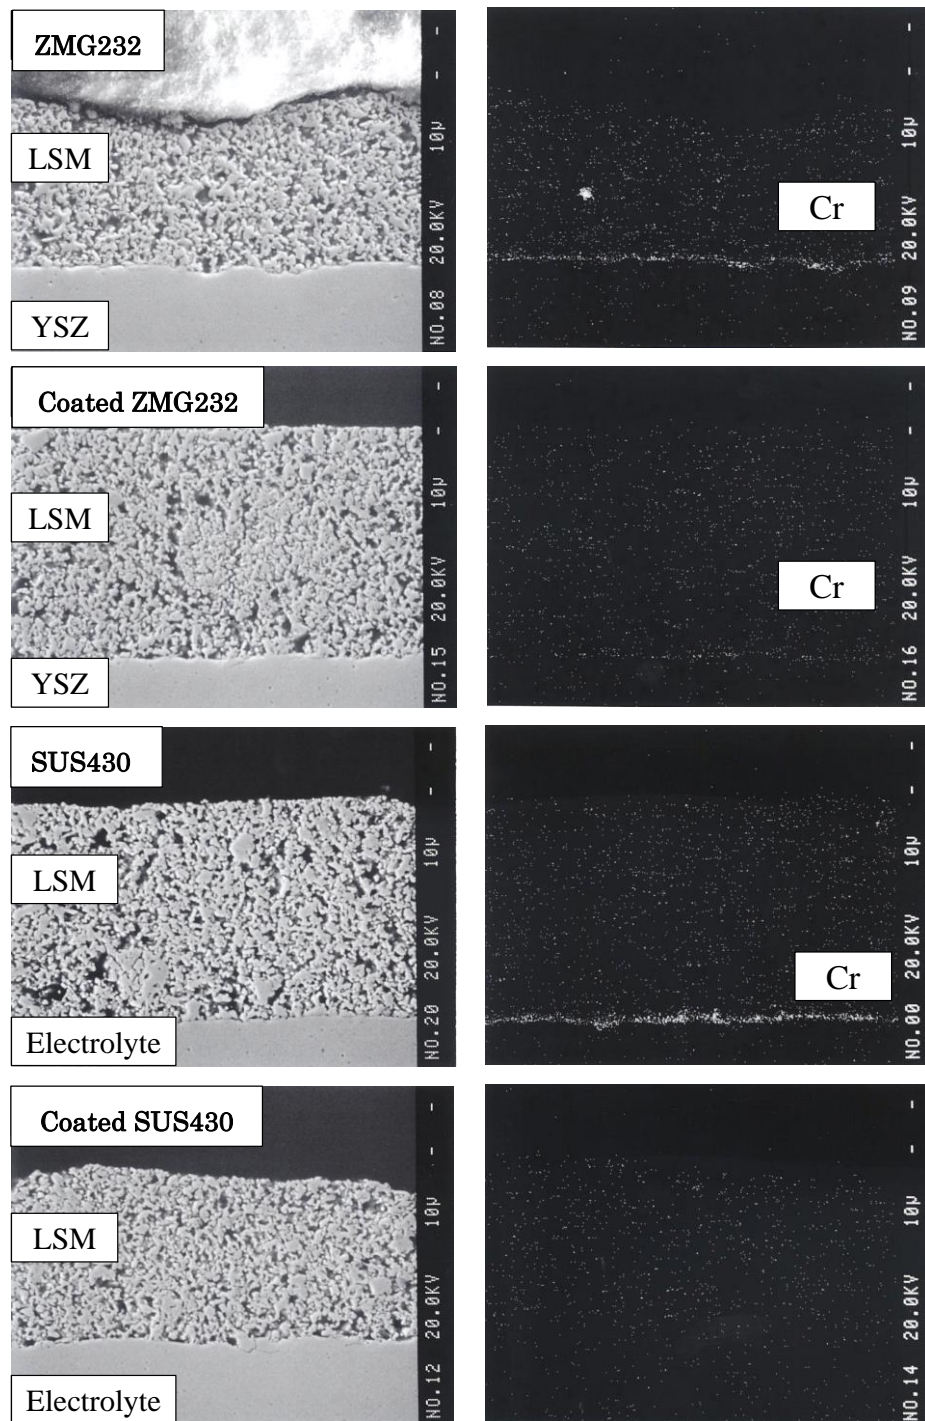 ZMG232
LSM
YSZ
NO.08 20.0KV 10µ
Cr
NO.09 20.0KV 10µ
Coated ZMG232
LSM
YSZ
NO.15 20.0KV 10µ
Cr
NO.16 20.0KV 10µ
SUS430
LSM
Electrolyte
NO.20 20.0KV 10µ
Cr
NO.00 20.0KV 10µ
Coated SUS430
LSM
Electrolyte
NO.12 20.0KV 10µ
NO.14 20.0KV 10µ